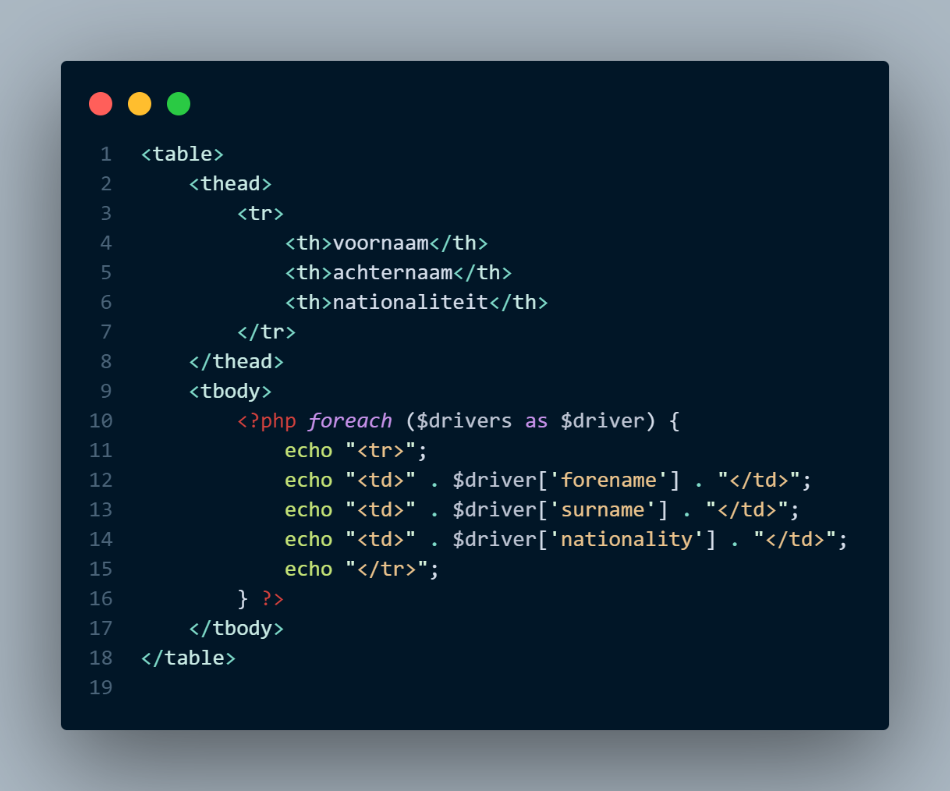 1 <table>
2     <thead>
3         <tr>
4             <th>voornaam</th>
5             <th>achternaam</th>
6             <th>nationaliteit</th>
7         </tr>
8     </thead>
9     <tbody>
10         <?php foreach ($drivers as $driver) {
11             echo "<tr>";
12             echo "<td>" . $driver['forename'] . "</td>";
13             echo "<td>" . $driver['surname'] . "</td>";
14             echo "<td>" . $driver['nationality'] . "</td>";
15             echo "</tr>";
16         } ?>
17     </tbody>
18 </table>
19